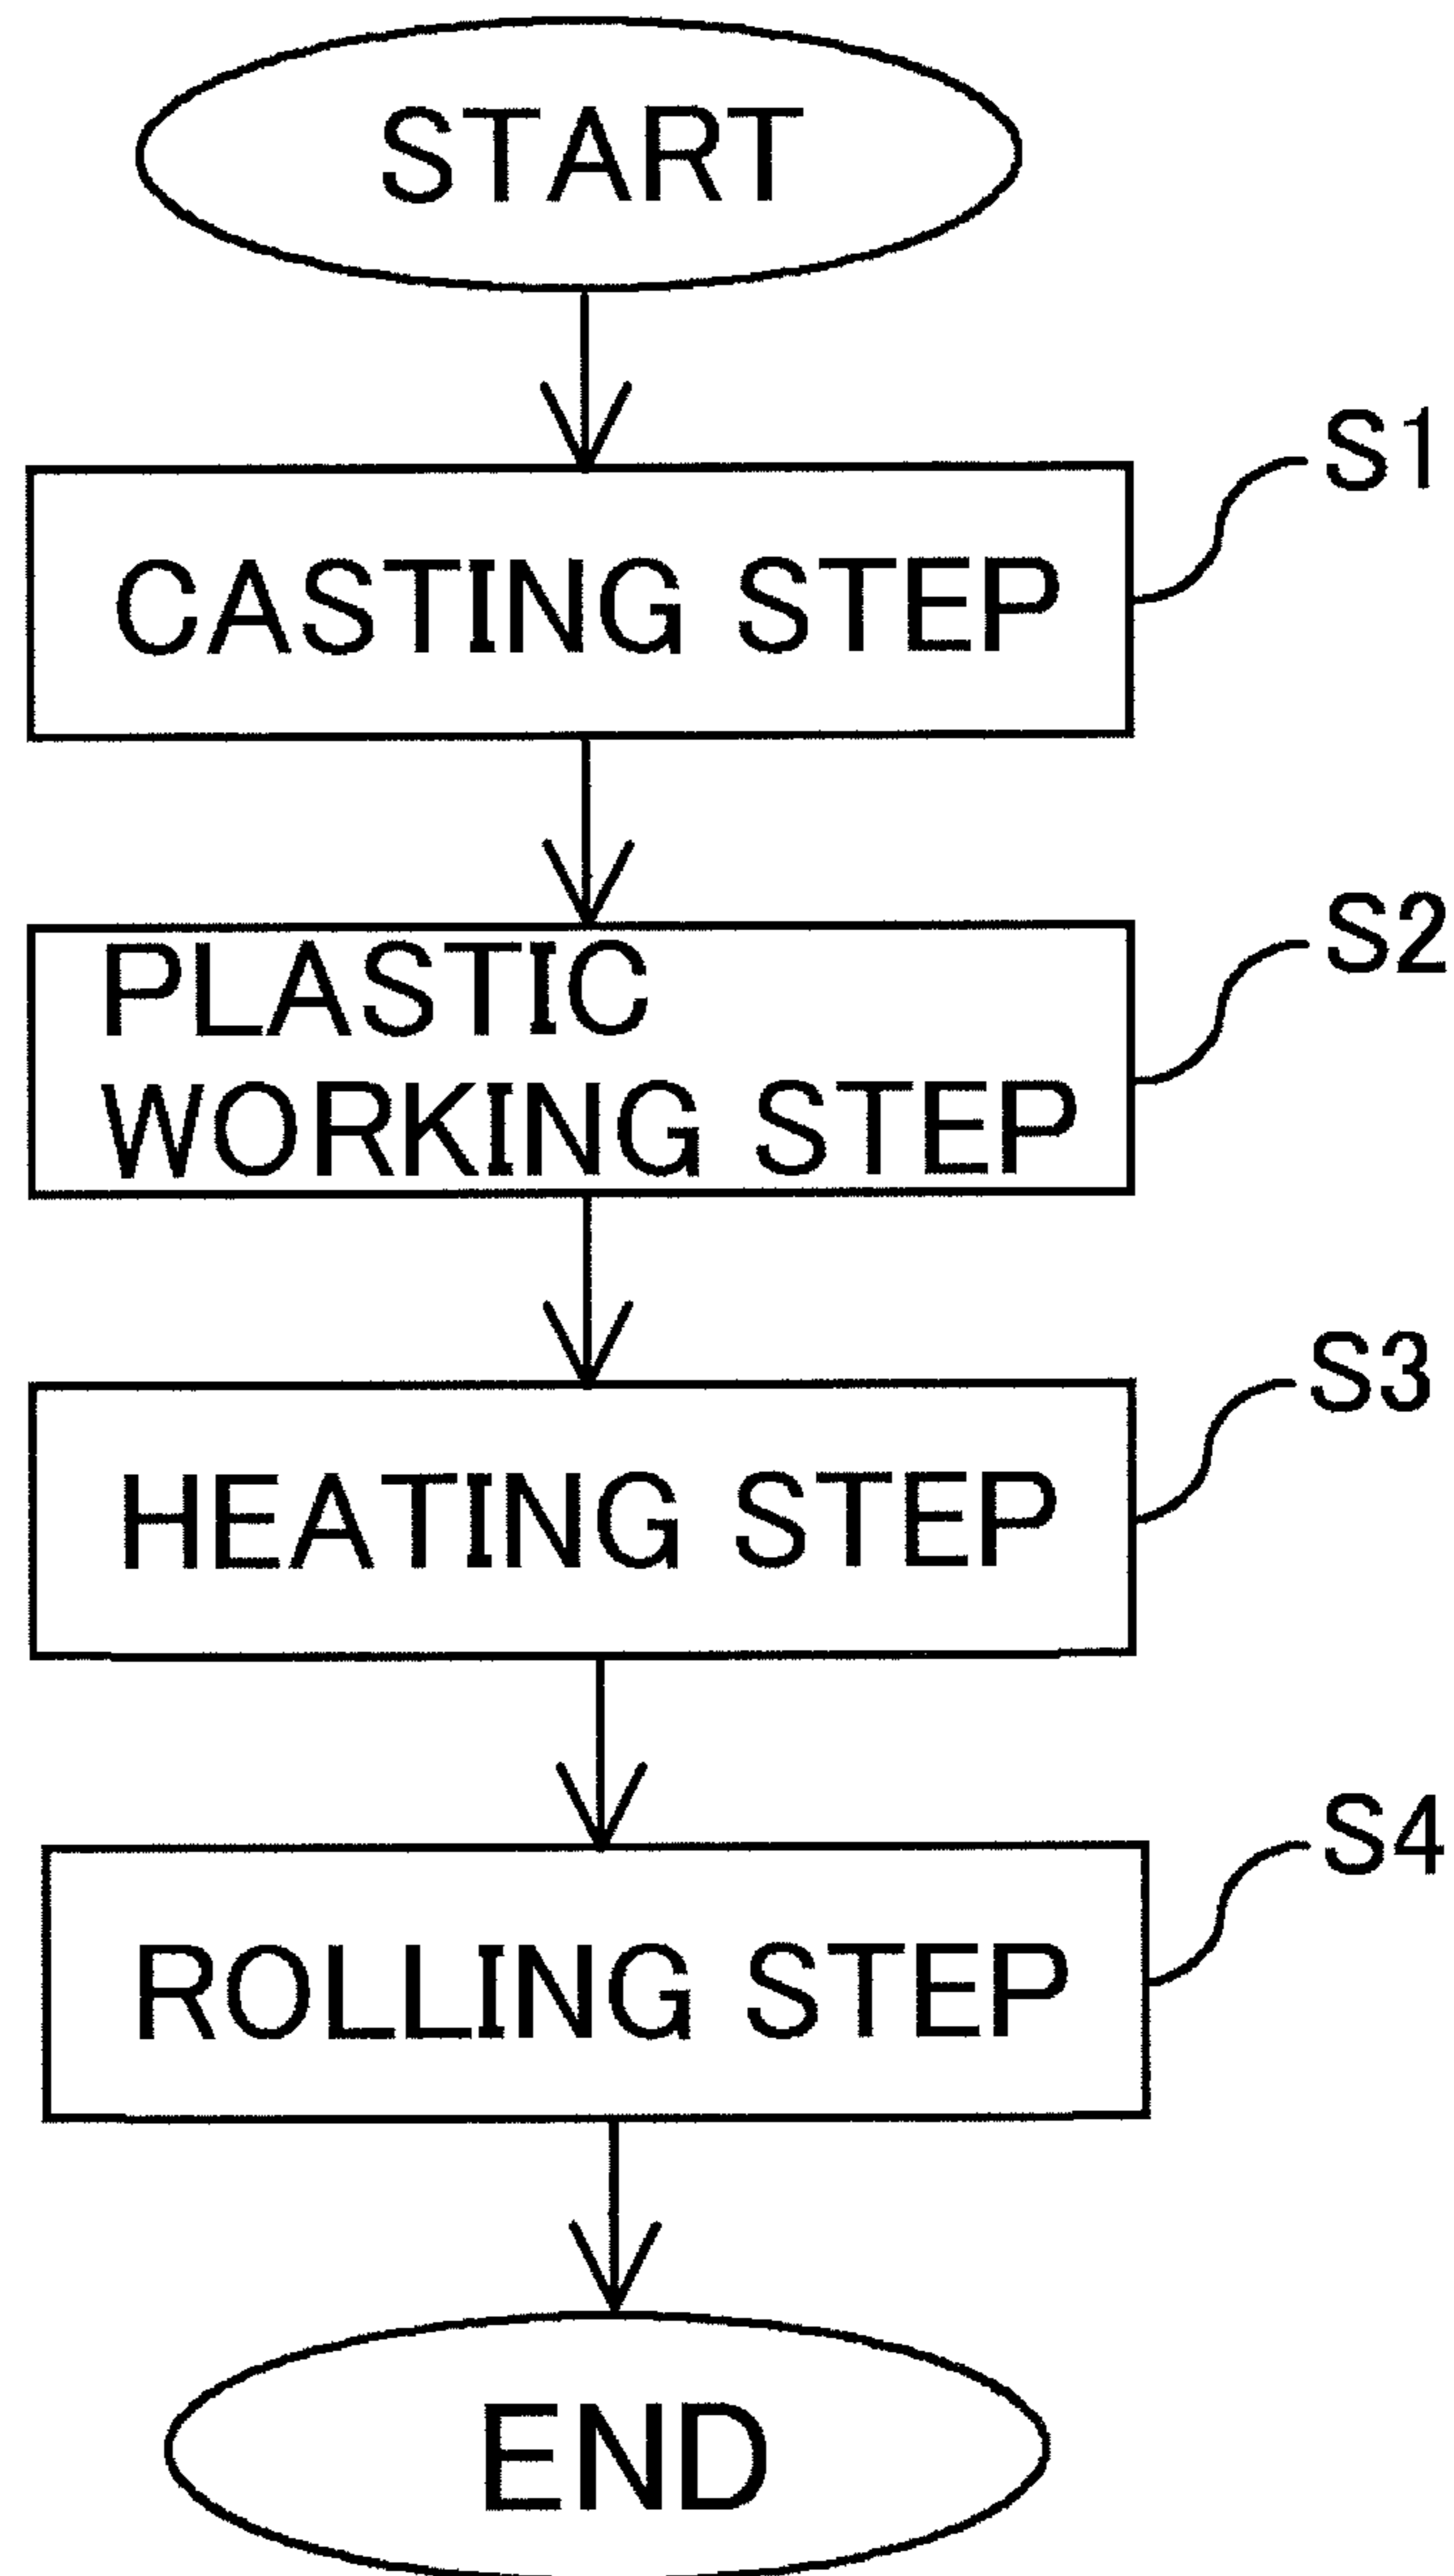 START
S1
CASTING STEP
S2
PLASTIC
WORKING STEP
S3
HEATING STEP
S4
ROLLING STEP
END